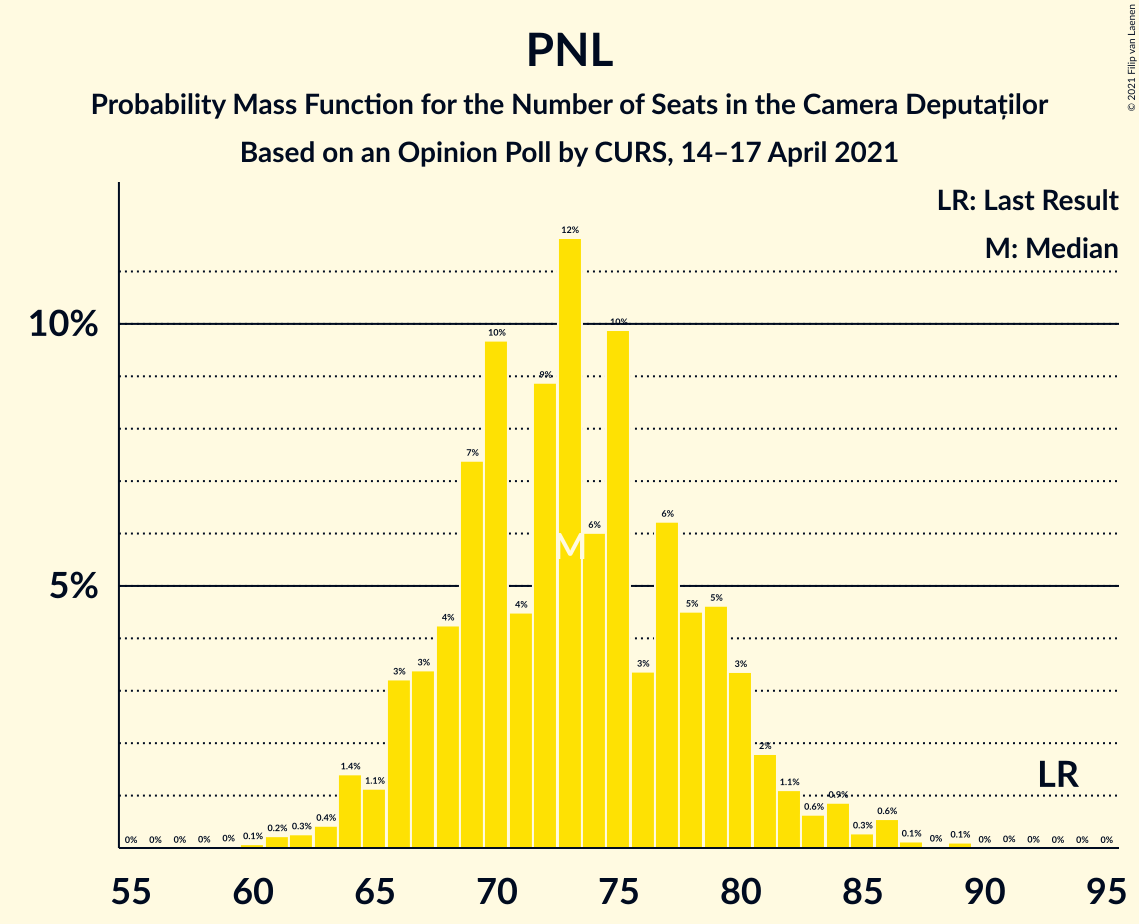 PNL
Probability Mass Function for the Number of Seats in the Camera Deputaților
Based on an Opinion Poll by CURS, 14–17 April 2021
© 2021 Filip van Laenen
LR: Last Result
M: Median
10%
5%
0% 0% 0% 0% 0% 0.1% 0.2% 0.3% 0.4% 1.4% 1.1% 3% 3% 4% 7% 10% 4% 9% 12% 6% 10% 3% 6% 5% 5% 3% 2% 1.1% 0.6% 0.9% 0.3% 0.6% 0.1% 0% 0.1% 0% 0% 0% 0% 0% 0%
M
LR
55 60 65 70 75 80 85 90 95